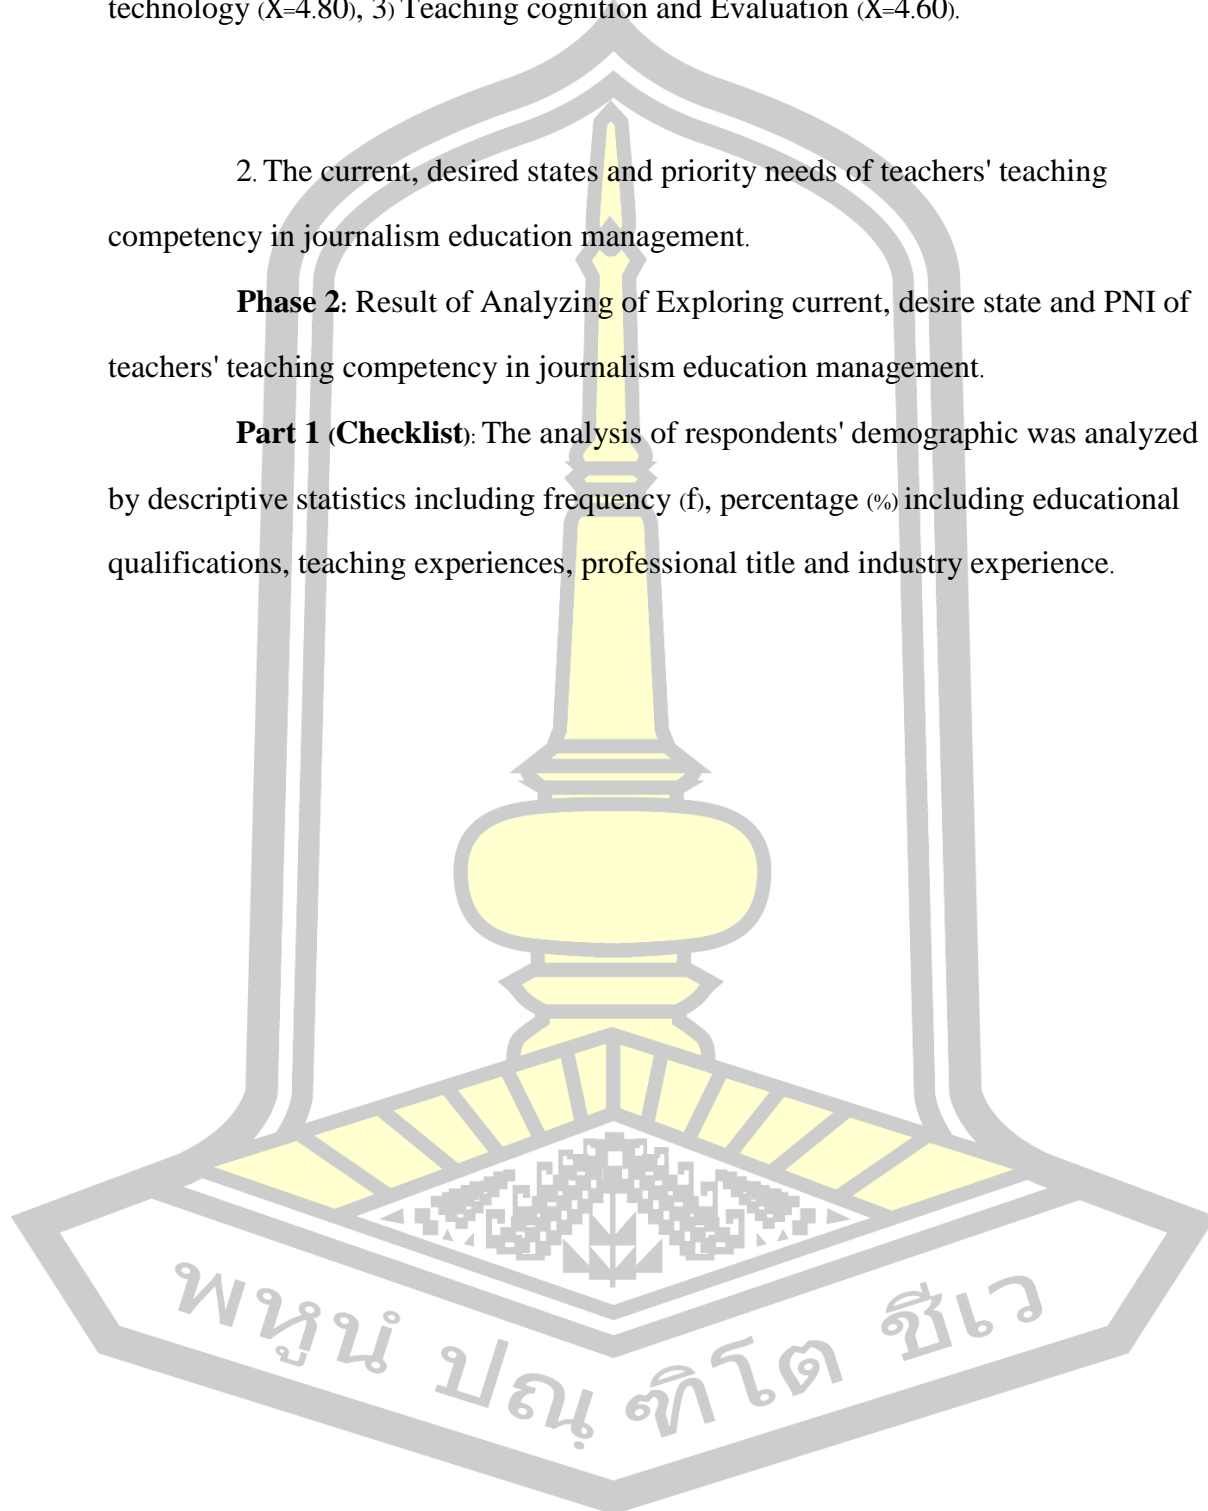 technology (X=4.80), 3) Teaching cognition and Evaluation (X=4.60).
2. The current, desired states and priority needs of teachers' teaching
competency in journalism education management.
Phase 2: Result of Analyzing of Exploring current, desire state and PNI of
teachers' teaching competency in journalism education management.
Part 1 (Checklist): The analysis of respondents' demographic was analyzed
by descriptive statistics including frequency (f), percentage (%) including educational
qualifications, teaching experiences, professional title and industry experience.
พหูนํ ปณฺฑิโต ชีเว